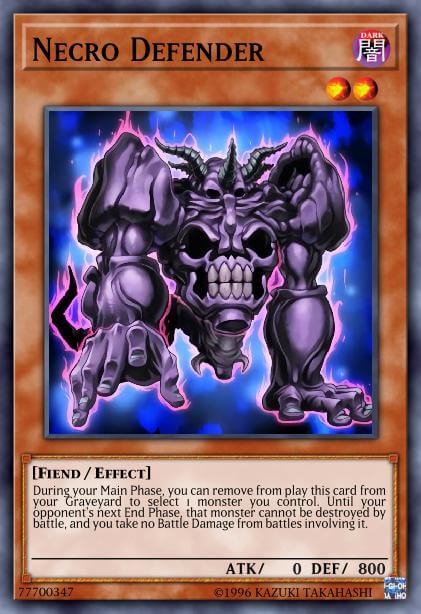 Necro Defender
DARK
闇
[Fiend / Effect]
During your Main Phase, you can remove from play this card from
your Graveyard to select 1 monster you control. Until your
opponent's next End Phase, that monster cannot be destroyed by
battle, and you take no Battle Damage from battles involving it.
ATK/ 0 DEF/ 800
77700347
©1996 KAZUKI TAKAHASHI